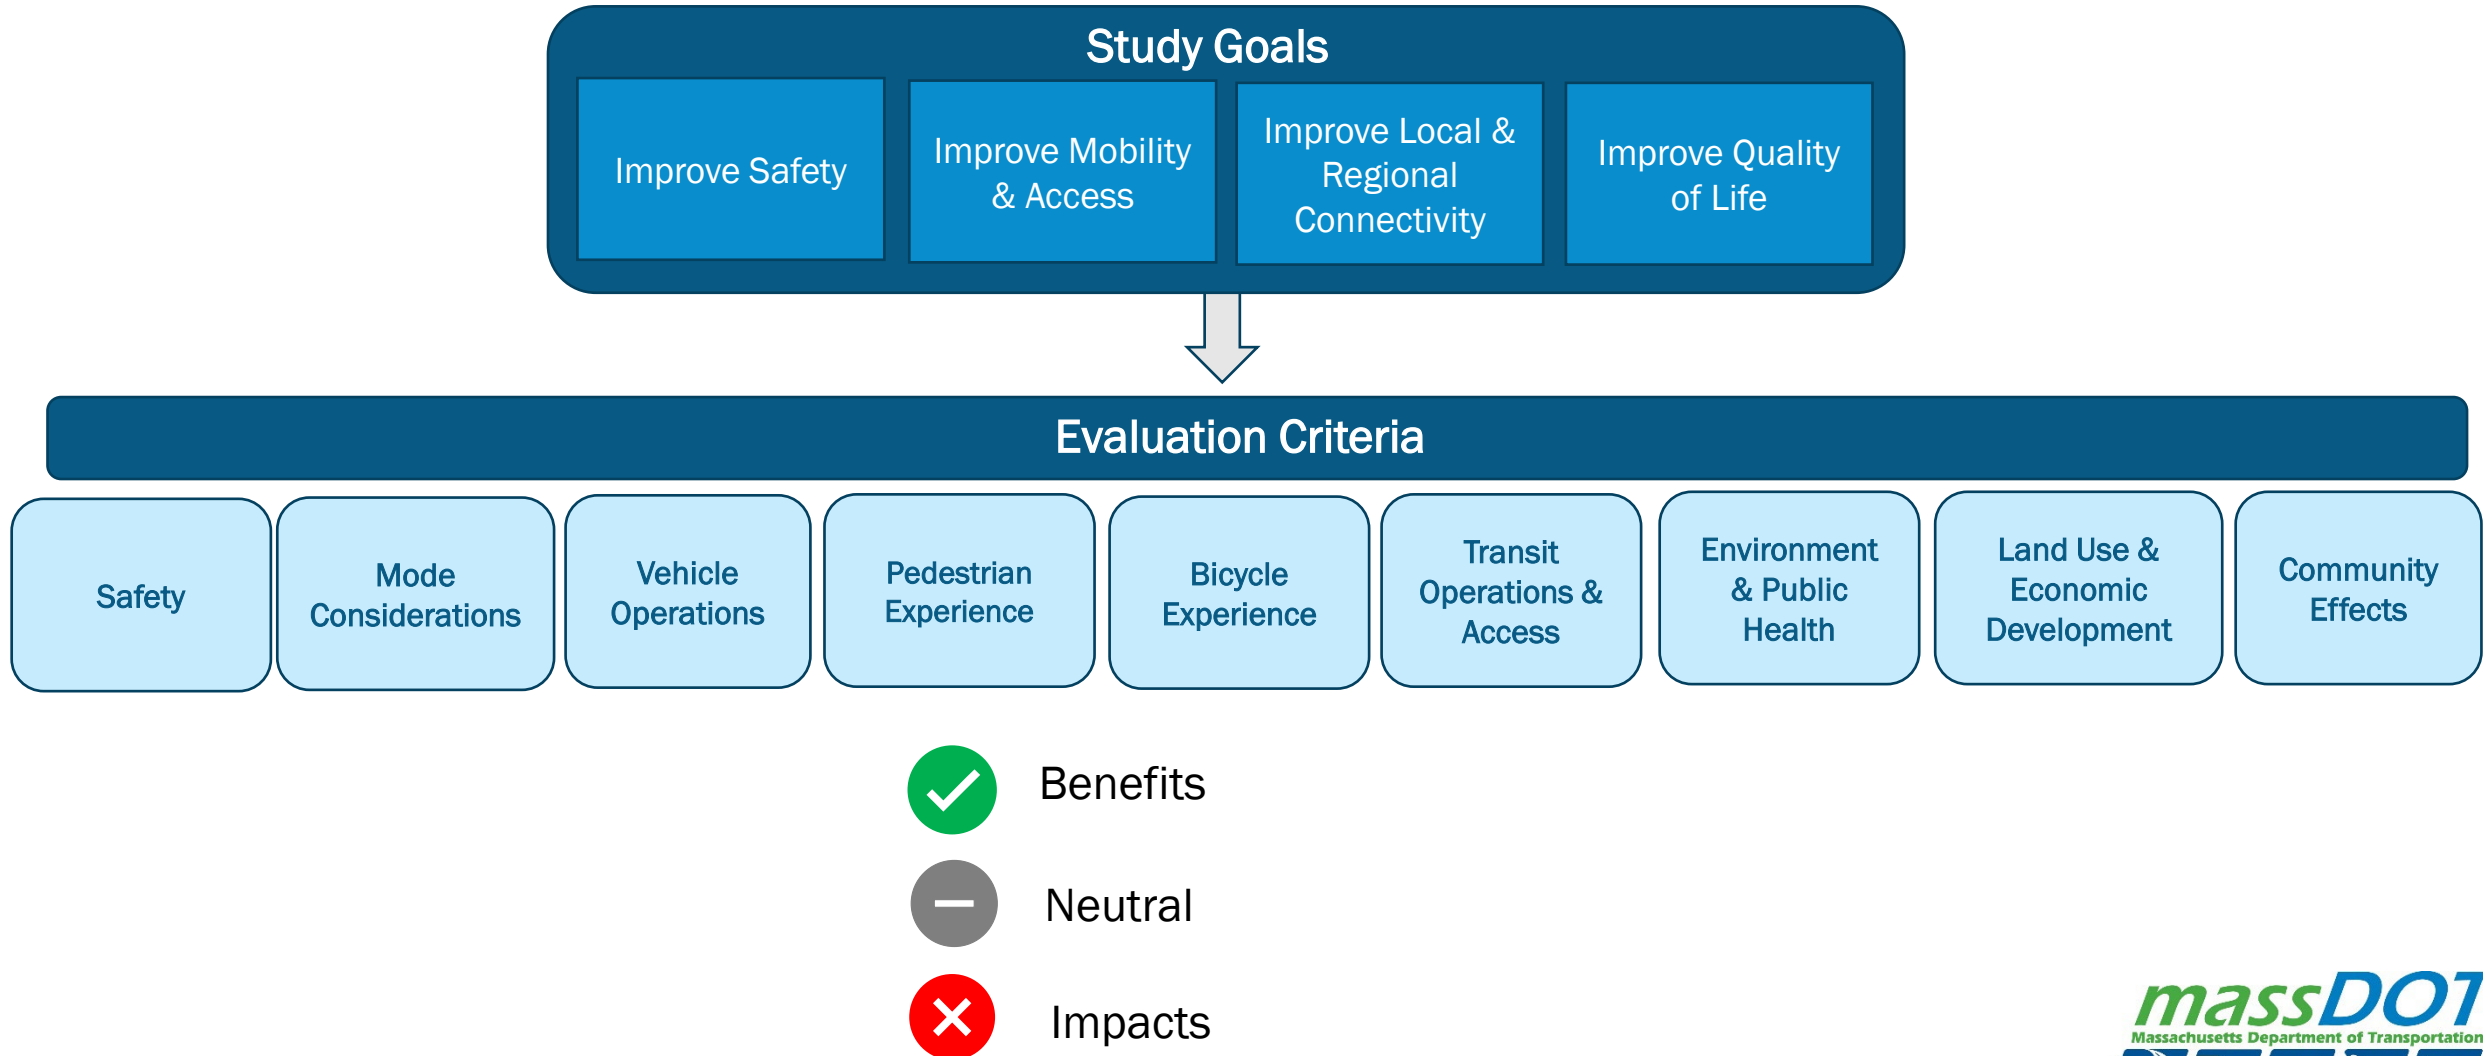 Study Goals
Improve Safety
Improve Mobility
& Access
Improve Local &
Regional
Connectivity
Improve Quality
of Life
Evaluation Criteria
Safety
Mode
Considerations
Vehicle
Operations
Pedestrian
Experience
Bicycle
Experience
Transit
Operations &
Access
Environment
& Public
Health
Land Use &
Economic
Development
Community
Effects
Benefits
Neutral
Impacts
massDOT
Massachusetts Department of Transportation